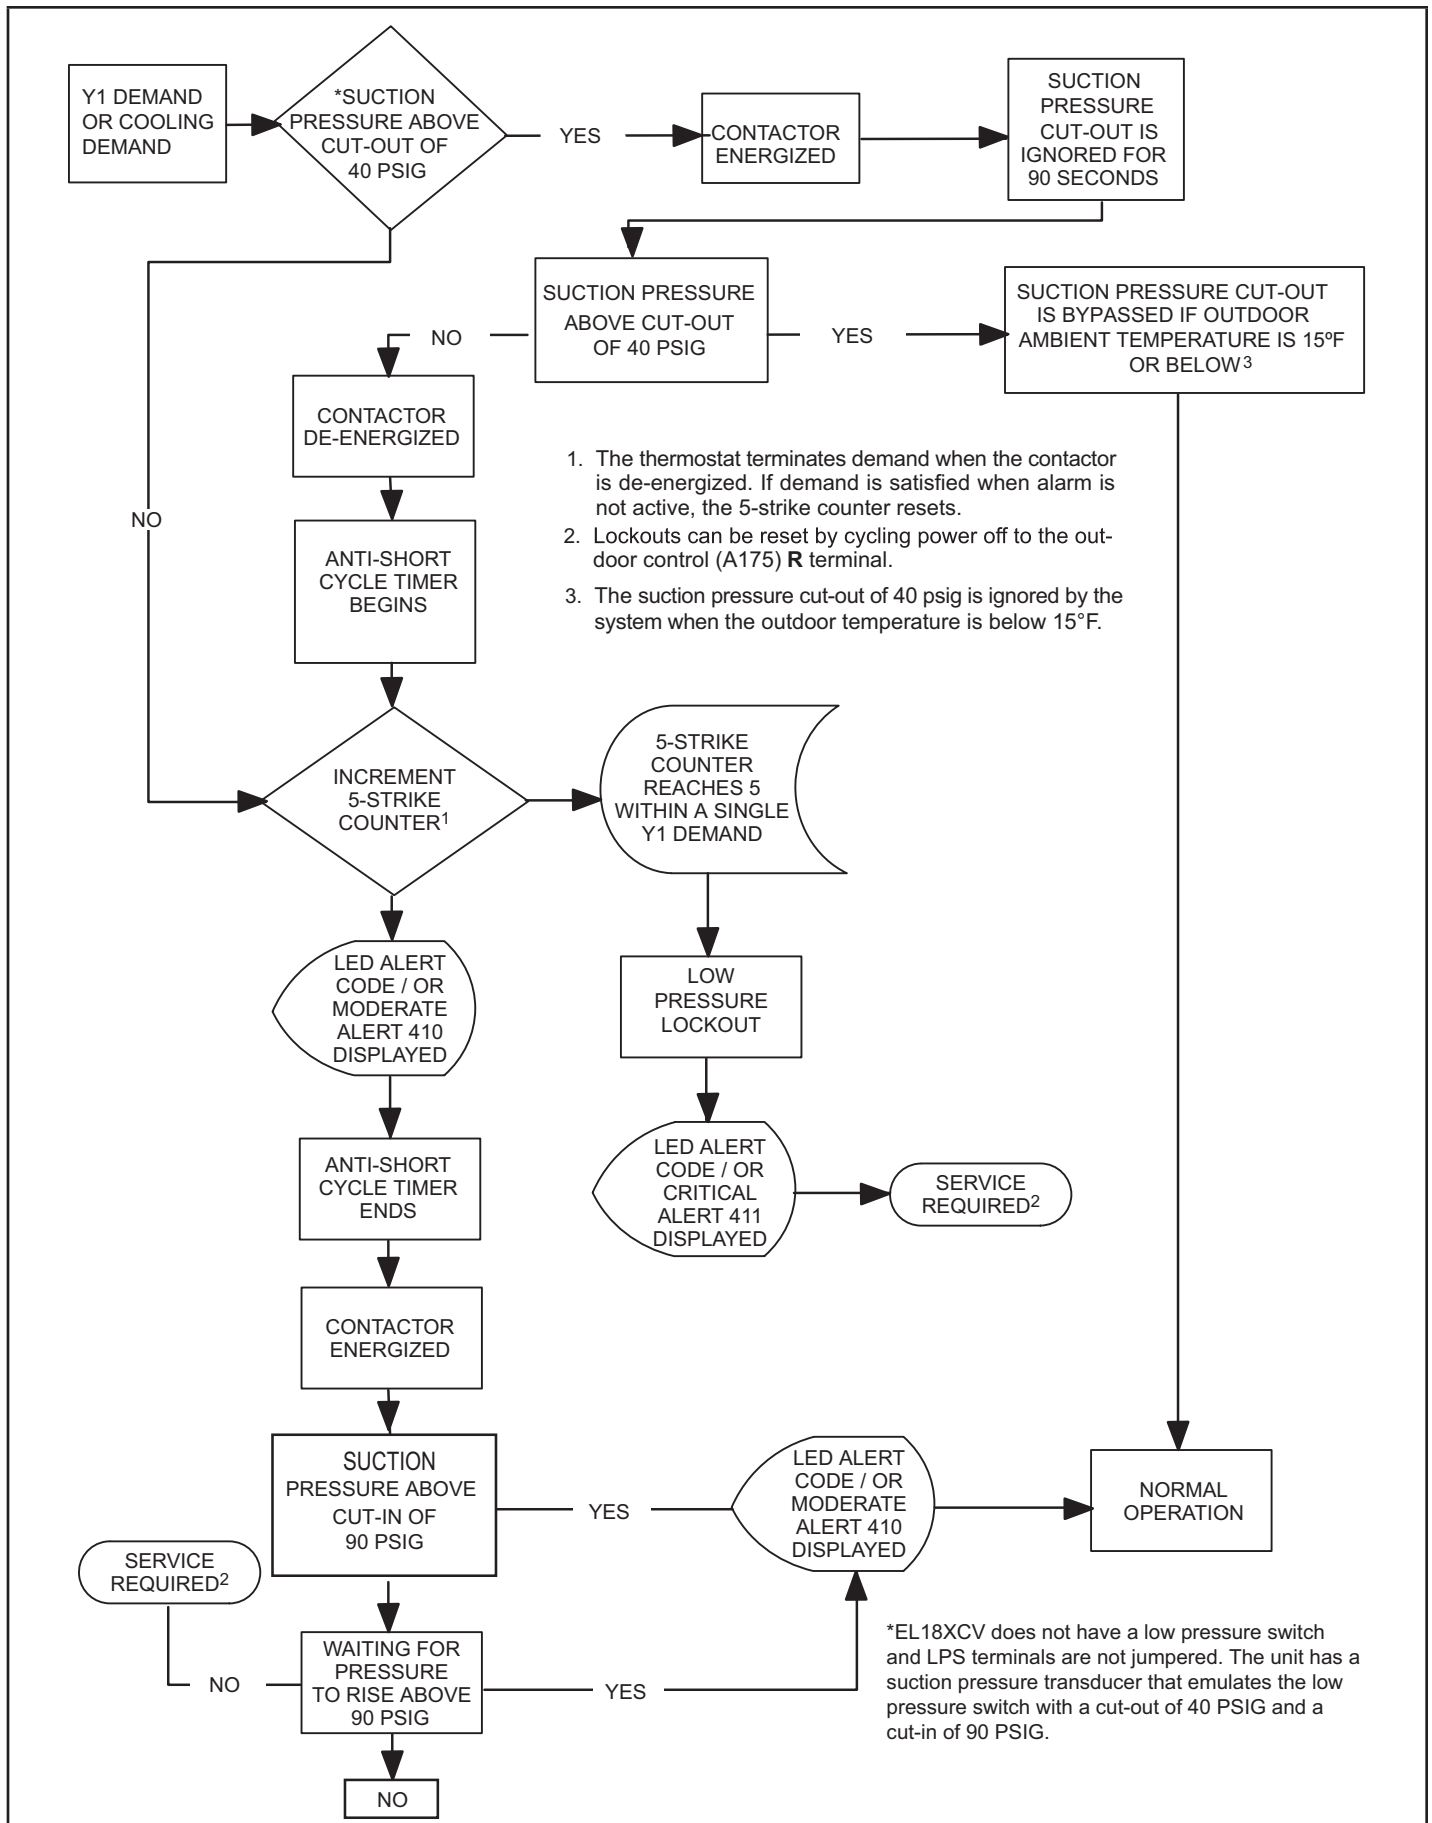 Y1 DEMAND
OR COOLING
DEMAND
*SUCTION
PRESSURE ABOVE
CUT-OUT OF
40 PSIG
YES
CONTACTOR
ENERGIZED
SUCTION
PRESSURE
CUT-OUT IS
IGNORED FOR
90 SECONDS
SUCTION PRESSURE
ABOVE CUT-OUT
OF 40 PSIG
NO
YES
SUCTION PRESSURE CUT-OUT
IS BYPASSED IF OUTDOOR
AMBIENT TEMPERATURE IS 15ºF
OR BELOW3
CONTACTOR
DE-ENERGIZED
1. The thermostat terminates demand when the contactor
is de-energized. If demand is satisfied when alarm is
not active, the 5-strike counter resets.
2. Lockouts can be reset by cycling power off to the out-
door control (A175) R terminal.
3. The suction pressure cut-out of 40 psig is ignored by the
system when the outdoor temperature is below 15°F.
NO
ANTI-SHORT
CYCLE TIMER
BEGINS
INCREMENT
5-STRIKE
COUNTER1
5-STRIKE
COUNTER
REACHES 5
WITHIN A SINGLE
Y1 DEMAND
LED ALERT
CODE / OR
MODERATE
ALERT 410
DISPLAYED
LOW
PRESSURE
LOCKOUT
ANTI-SHORT
CYCLE TIMER
ENDS
LED ALERT
CODE / OR
CRITICAL
ALERT 411
DISPLAYED
SERVICE
REQUIRED2
CONTACTOR
ENERGIZED
SUCTION
PRESSURE ABOVE
CUT-IN OF
90 PSIG
YES
LED ALERT
CODE / OR
MODERATE
ALERT 410
DISPLAYED
NORMAL
OPERATION
SERVICE
REQUIRED2
NO
WAITING FOR
PRESSURE
TO RISE ABOVE
90 PSIG
YES
*EL18XCV does not have a low pressure switch
and LPS terminals are not jumpered. The unit has a
suction pressure transducer that emulates the low
pressure switch with a cut-out of 40 PSIG and a
cut-in of 90 PSIG.
NO